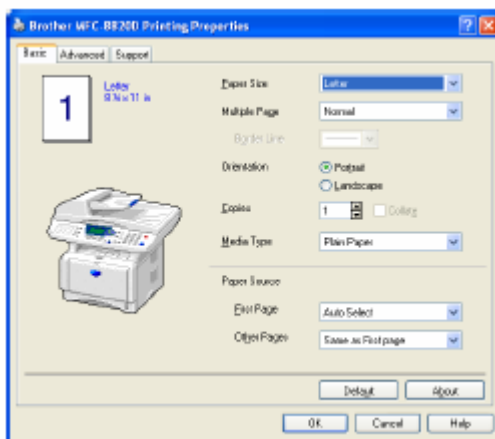 Brother MFC-8820D Printing Properties
Basic Advanced Support
1
Letter
8 ½ x 11 in
Paper Size Letter
Multiple Page Normal
Border Line
Orientation Portrait
Landscape
Copies 1 Collate
Media Type Plain Paper
Paper Source
First Page Auto Select
Other Pages Same as First page
Default About
OK Cancel Help